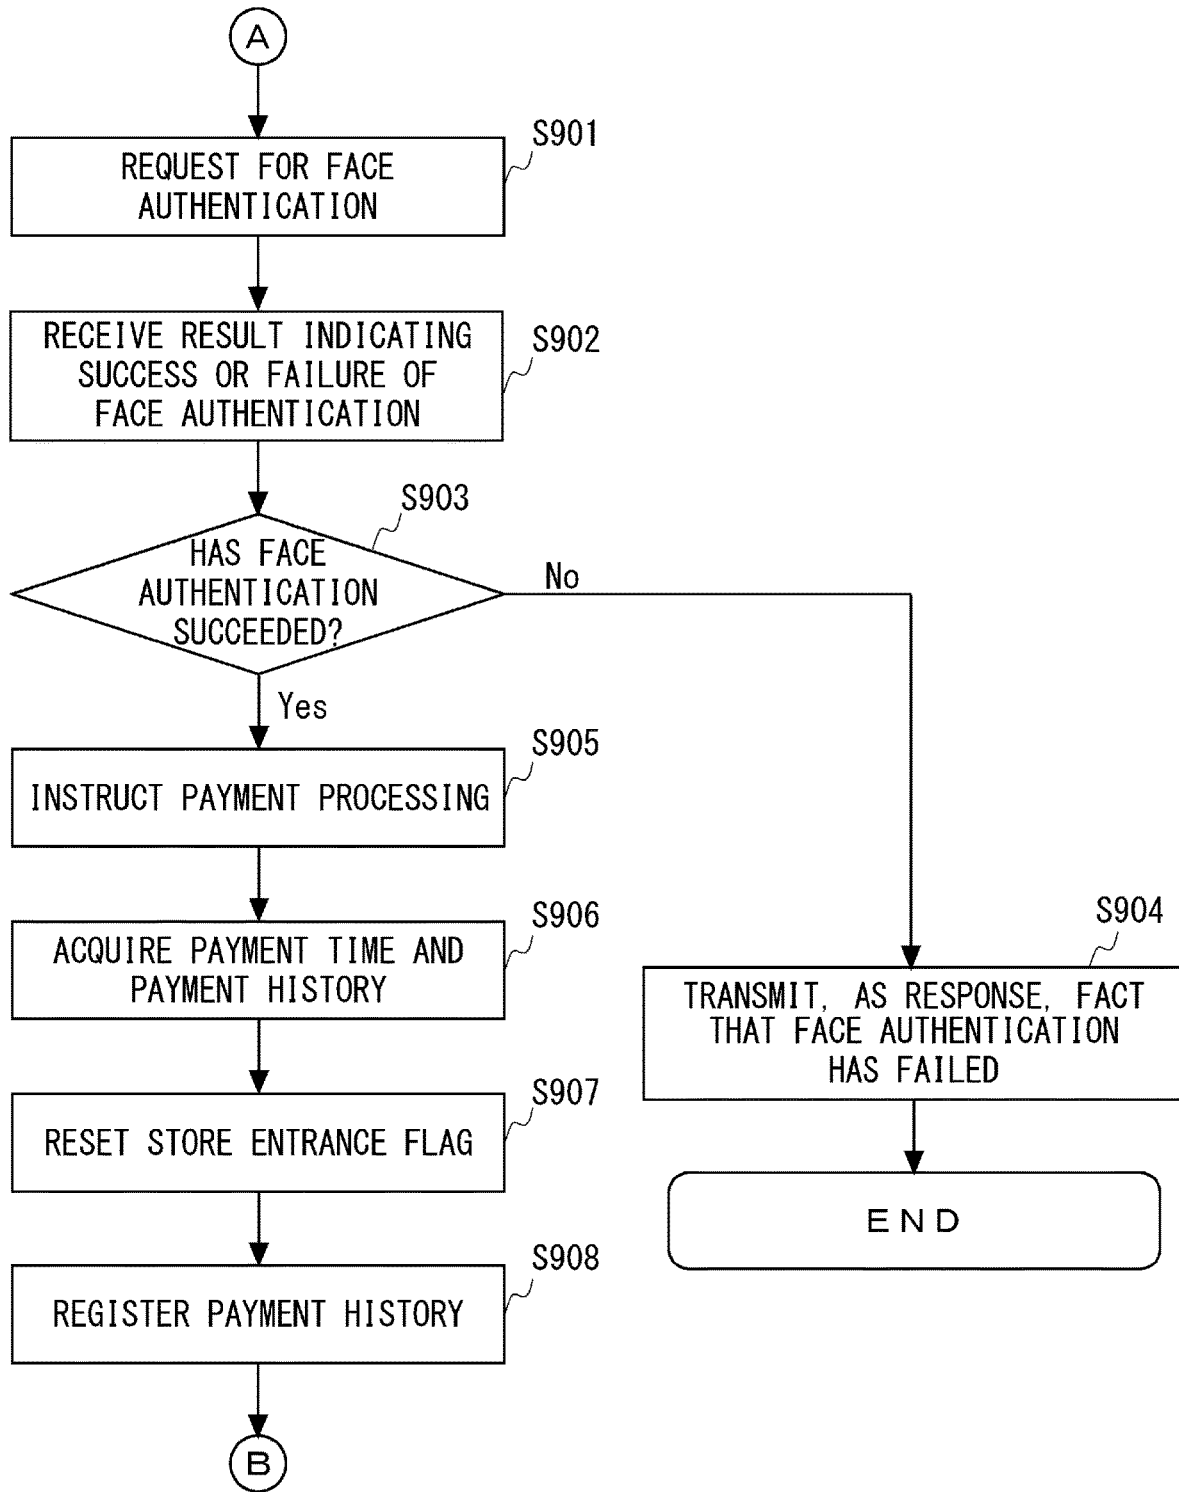 A
S901
REQUEST FOR FACE
AUTHENTICATION
S902
RECEIVE RESULT INDICATING
SUCCESS OR FAILURE OF
FACE AUTHENTICATION
S903
HAS FACE
AUTHENTICATION
SUCCEEDED?
No
Yes
S905
INSTRUCT PAYMENT PROCESSING
S906
ACQUIRE PAYMENT TIME AND
PAYMENT HISTORY
S904
TRANSMIT, AS RESPONSE, FACT
THAT FACE AUTHENTICATION
HAS FAILED
S907
RESET STORE ENTRANCE FLAG
END
S908
REGISTER PAYMENT HISTORY
B